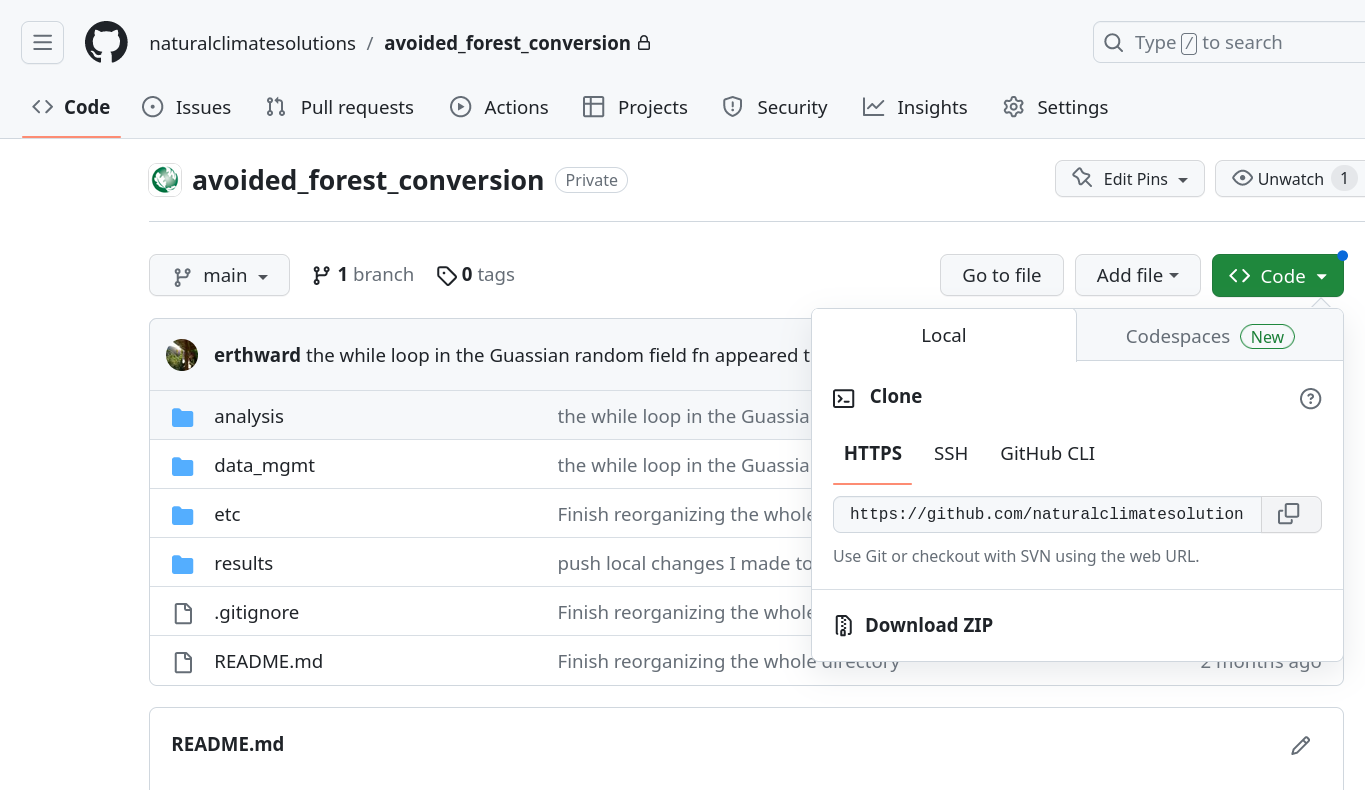 naturalclimatesolutions / avoided_forest_conversion
Type / to search
Code Issues Pull requests Actions Projects Security Insights Settings
avoided_forest_conversion Private
Edit Pins Unwatch 1
main 1 branch 0 tags Go to file Add file Code
erthward the while loop in the Guassian random field fn appeared t
Local Codespaces New
Clone
HTTPS SSH GitHub CLI
https://github.com/naturalclimatesolution
Use Git or checkout with SVN using the web URL.
Download ZIP
analysis the while loop in the Guassia
data_mgmt the while loop in the Guassia
etc Finish reorganizing the whole
results push local changes I made to
.gitignore Finish reorganizing the whole
README.md Finish reorganizing the whole directory 2 months ago
README.md